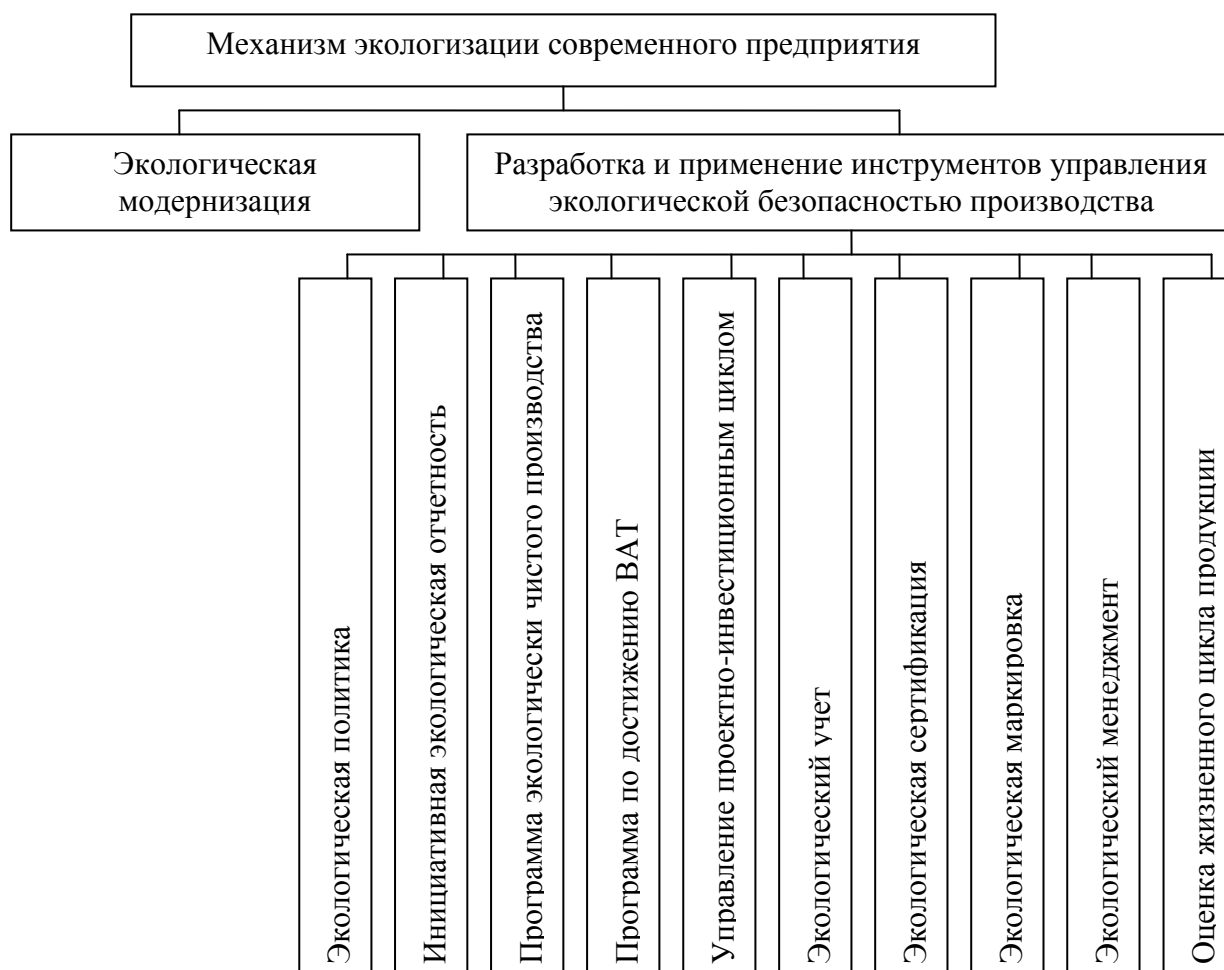 Механизм экологизации современного предприятия
Экологическая
модернизация
Разработка и применение инструментов управления
экологической безопасностью производства
Экологическая политика
Инициативная экологическая отчетность
Программа экологически чистого производства
Программа по достижению ВАТ
Управление проектно-инвестиционным циклом
Экологический учет
Экологическая сертификация
Экологическая маркировка
Экологический менеджмент
Оценка жизненного цикла продукции